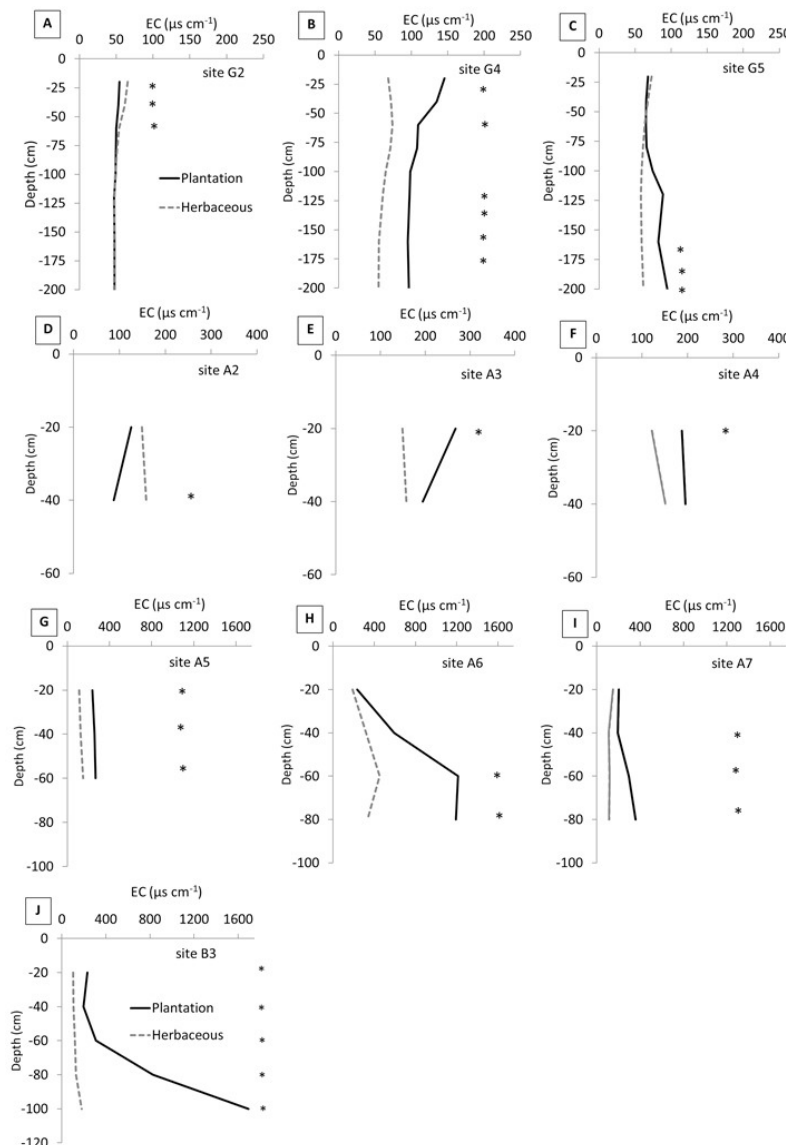 A
EC (µs cm-1)
0 50 100 150 200 250
0
-25
-50
-75
-100
-125
-150
-175
-200
Depth (cm)
site G2
*
*
*
Plantation
Herbaceous
B
EC (µs cm-1)
0 50 100 150 200 250
0
-25
-50
-75
-100
-125
-150
-175
-200
Depth (cm)
site G4
*
*
*
*
*
*
C
EC (µs cm-1)
0 50 100 150 200 250
0
-25
-50
-75
-100
-125
-150
-175
-200
Depth (cm)
site G5
*
*
*
D
EC (µs cm-1)
0 100 200 300 400
0
-20
-40
-60
Depth (cm)
site A2
*
E
EC (µs cm-1)
0 100 200 300 400
0
-20
-40
-60
Depth (cm)
site A3
*
F
EC (µs cm-1)
0 100 200 300 400
0
-20
-40
-60
Depth (cm)
site A4
*
G
EC (µs cm-1)
0 400 800 1200 1600
0
-20
-40
-60
-80
-100
Depth (cm)
site A5
*
*
*
H
EC (µs cm-1)
0 400 800 1200 1600
0
-20
-40
-60
-80
-100
Depth (cm)
site A6
*
*
I
EC (µs cm-1)
0 400 800 1200 1600
0
-20
-40
-60
-80
-100
Depth (cm)
site A7
*
*
*
J
EC (µs cm-1)
0 400 800 1200 1600
0
-20
-40
-60
-80
-100
-120
Depth (cm)
site B3
*
*
*
*
*
Plantation
Herbaceous